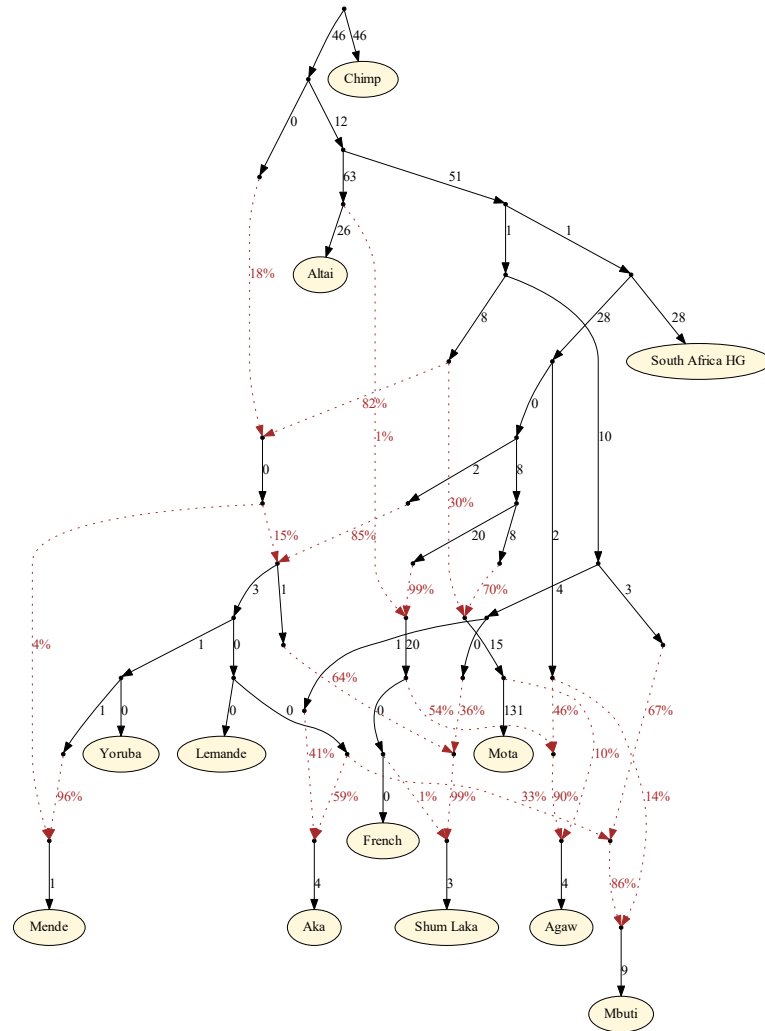 46 46
Chimp
0 12
63 51
26 1 1
Altai
18% 8 28 28
South Africa HG
82% 0
1% 10
0 2 8
30%
15% 85% 20 8 2
3 1 99% 70% 4 3
4% 1 0 1 20 0 15
64% 67%
1 0 0 0 0 54% 36% 131 46% 10%
Yoruba Lemande Mota
96% 41% 59% 0 1% 99% 33% 90% 14%
French
1 4 3 4 86%
Mende Aka Shum Laka Agaw
9
Mbuti